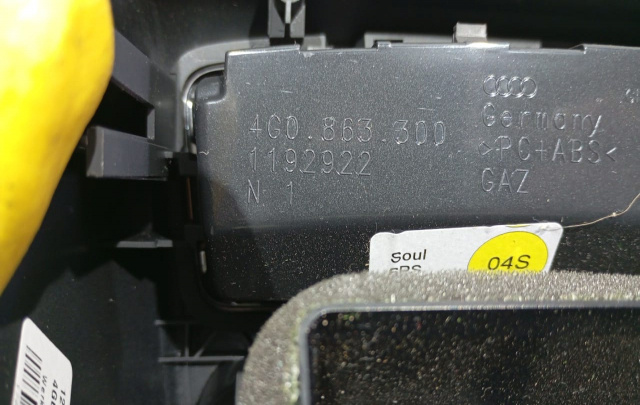 4G0.863.300
1192922
N 1
Germany
>PC+ABS<
GAZ
Soul
04S